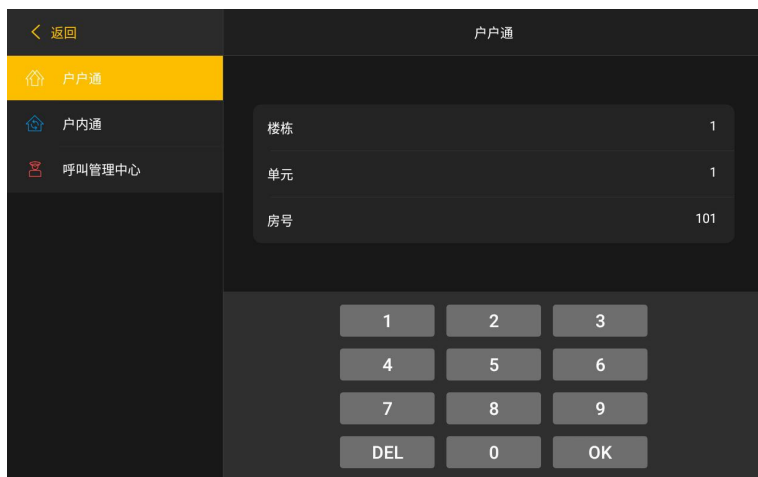 返回
户户通
户户通
户内通
呼叫管理中心
楼栋 1
单元 1
房号 101
1 2 3
4 5 6
7 8 9
DEL 0 OK